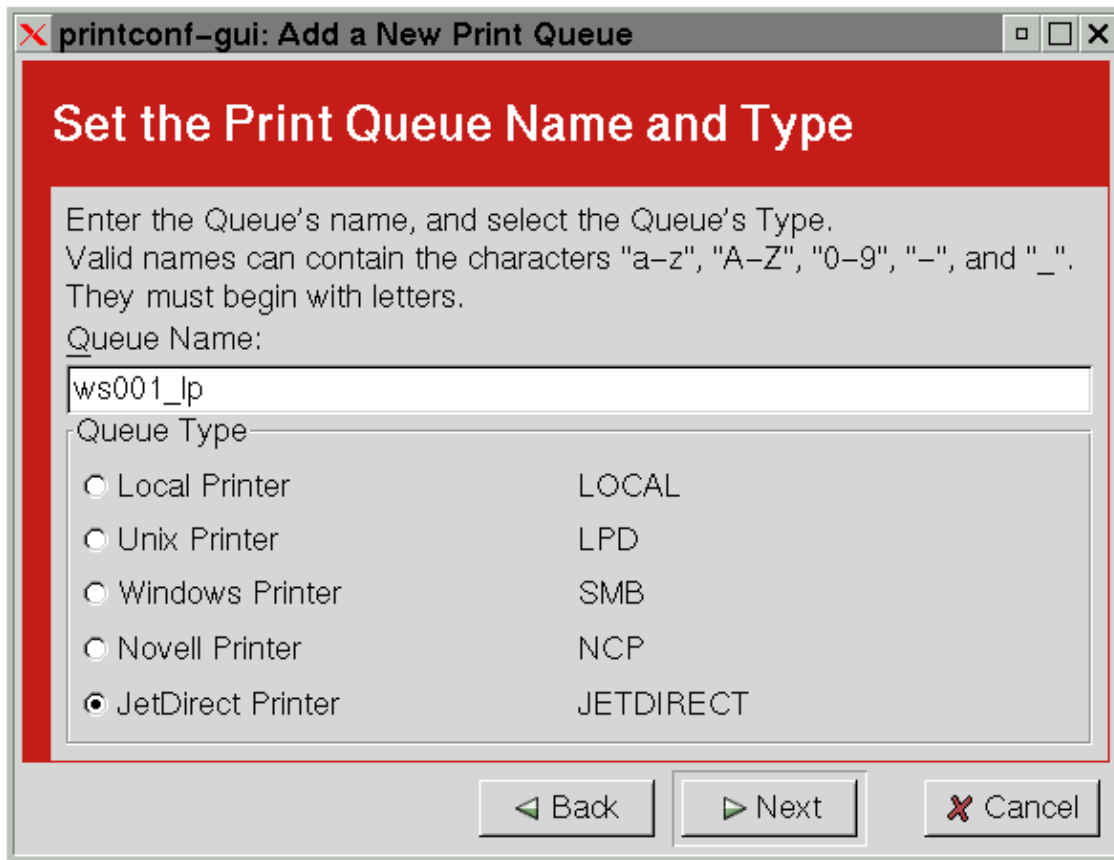 printconf-gui: Add a New Print Queue
Set the Print Queue Name and Type
Enter the Queue's name, and select the Queue's Type.
Valid names can contain the characters "a-z", "A-Z", "0-9", "-", and "_".
They must begin with letters.
Queue Name:
ws001_lp
Queue Type
Local Printer LOCAL
Unix Printer LPD
Windows Printer SMB
Novell Printer NCP
JetDirect Printer JETDIRECT
Back Next Cancel